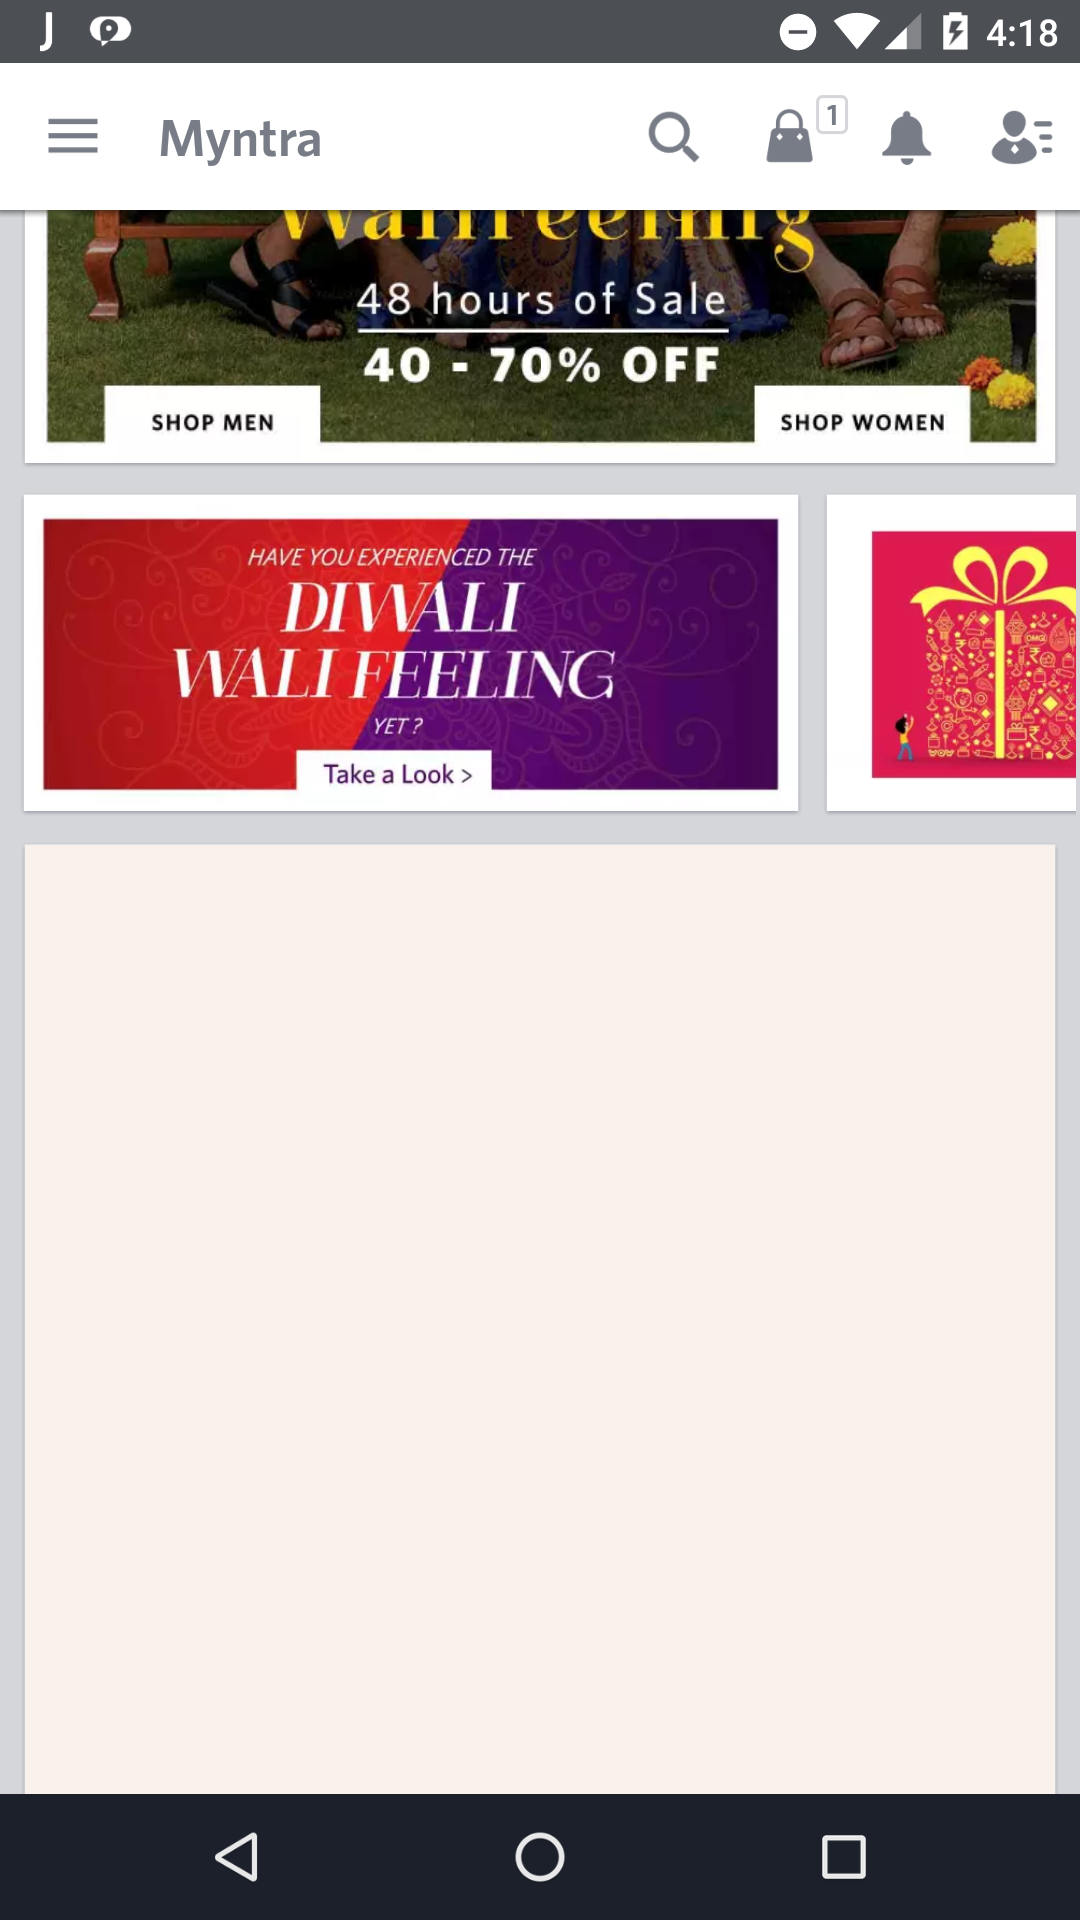 J
4:18
Myntra
1
48 hours of Sale
40 - 70% OFF
SHOP MEN
SHOP WOMEN
HAVE YOU EXPERIENCED THE
DIWALI
WALI FEELING
YET ?
Take a Look >
OMG!